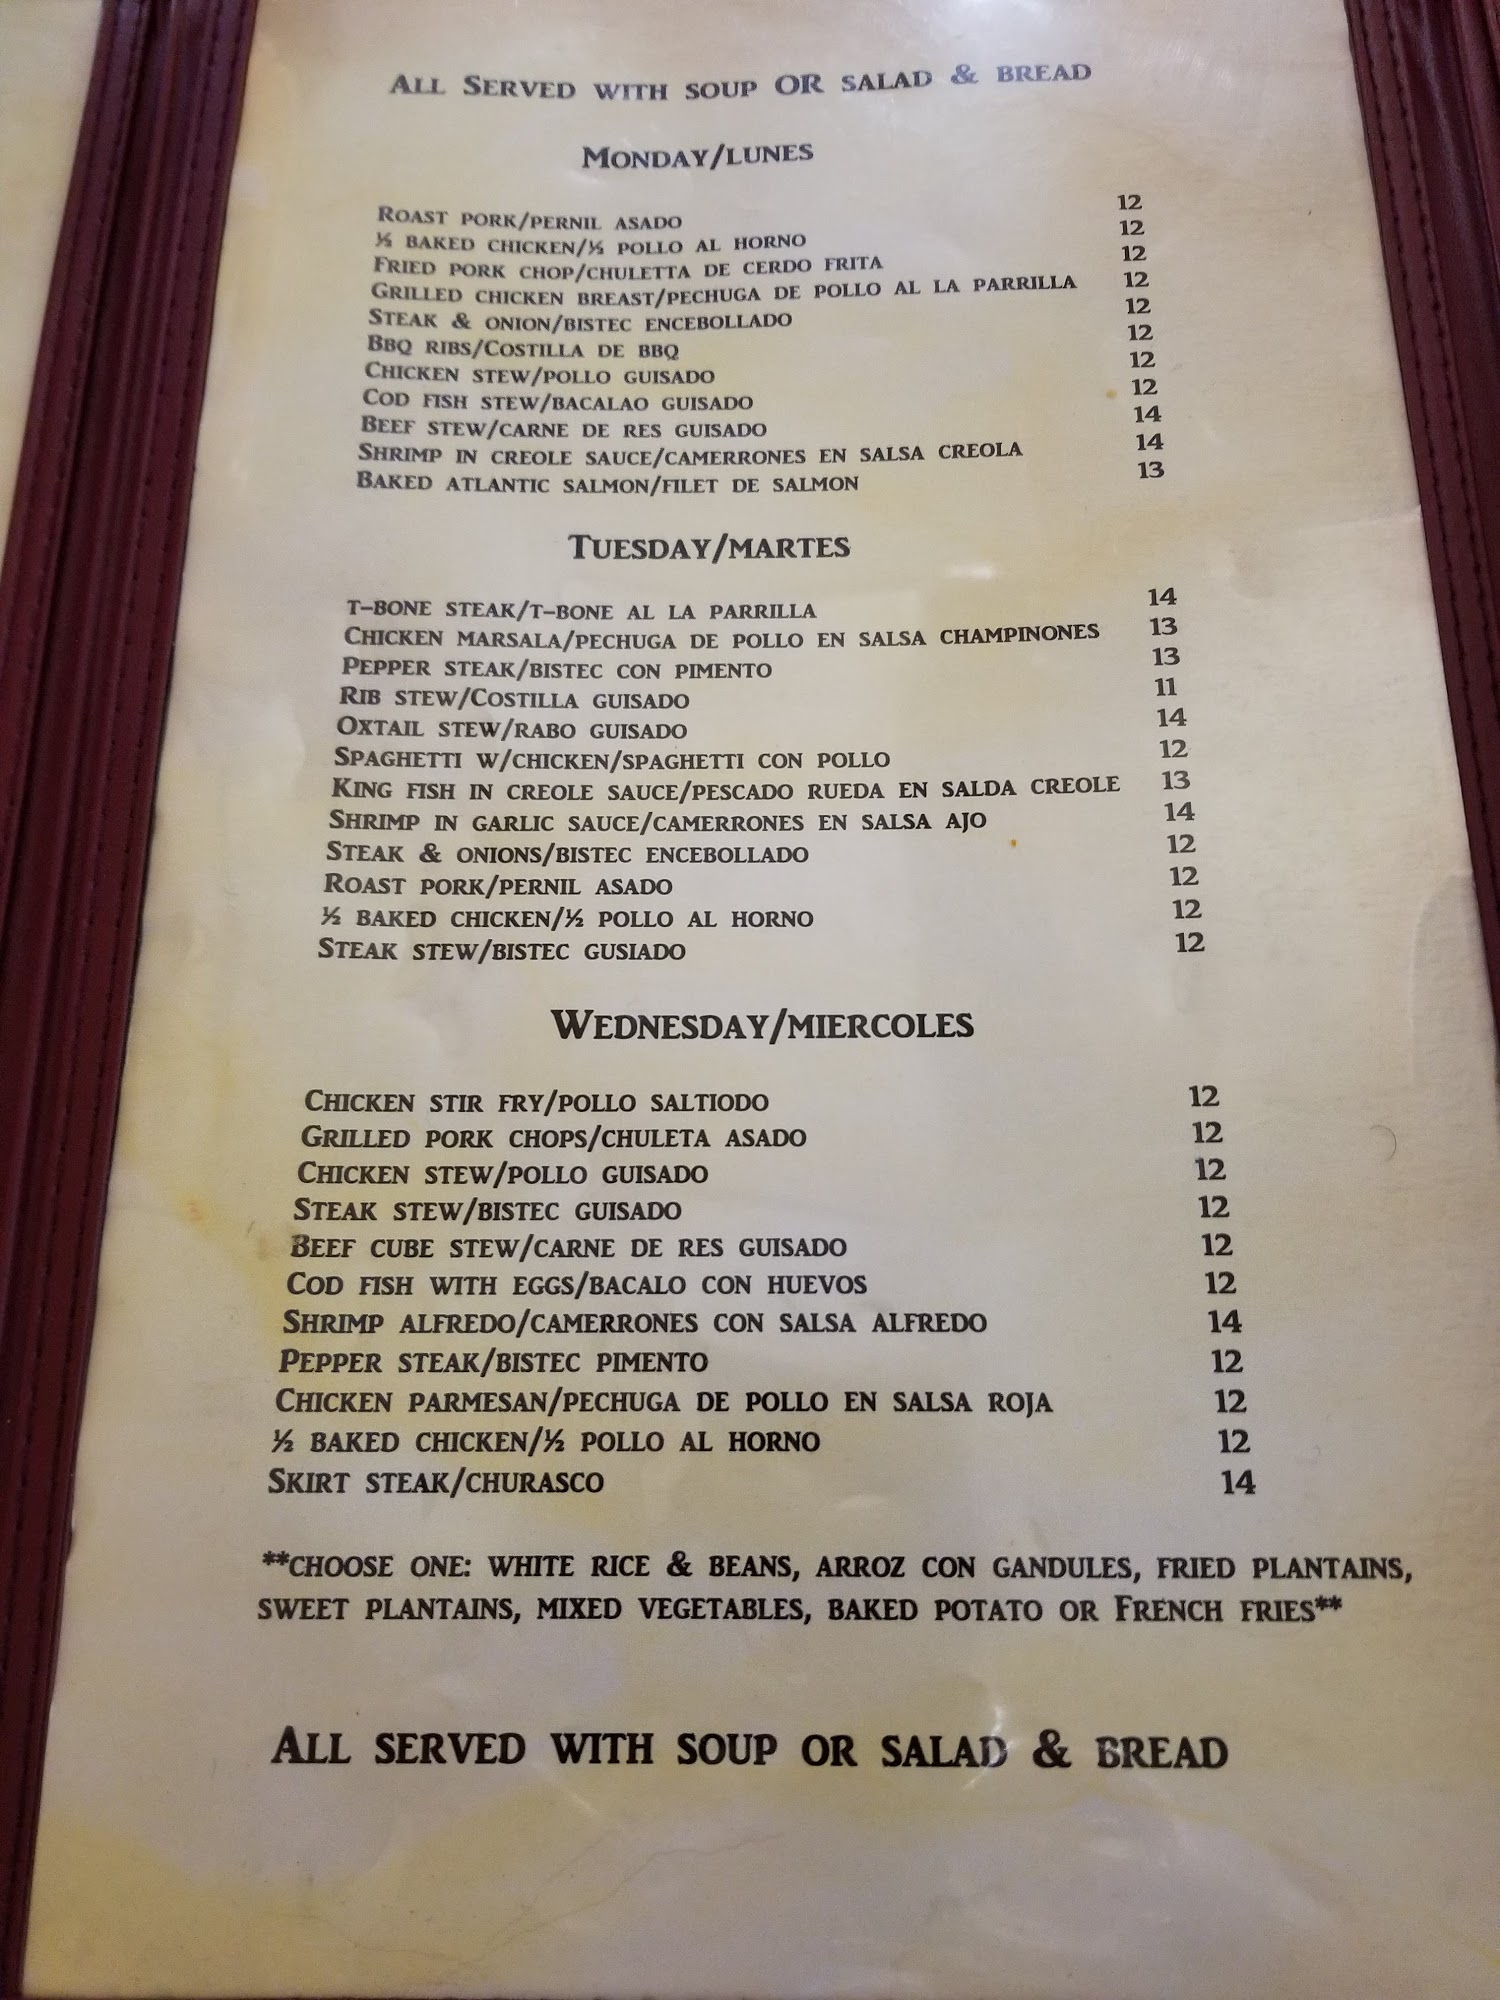 All Served with soup OR salad & bread
Monday/lunes
Roast pork/pernil asado 12
½ baked chicken/½ pollo al horno 12
Fried pork chop/chuletta de cerdo frita 12
Grilled chicken breast/pechuga de pollo al la parrilla 12
Steak & onion/bistec encebollado 12
Bbq ribs/Costilla de bbq 12
Chicken stew/pollo guisado 12
Cod fish stew/bacalao guisado 12
Beef stew/carne de res guisado 14
Shrimp in creole sauce/camerrones en salsa creola 14
Baked atlantic salmon/filet de salmon 13
Tuesday/martes
T-bone steak/t-bone al la parrilla 14
Chicken marsala/pechuga de pollo en salsa champinones 13
Pepper steak/bistec con pimento 13
Rib stew/Costilla guisado 11
Oxtail stew/rabo guisado 14
Spaghetti w/chicken/spaghetti con pollo 12
King fish in creole sauce/pescado rueda en salda creole 13
Shrimp in garlic sauce/camerrones en salsa ajo 14
Steak & onions/bistec encebollado 12
Roast pork/pernil asado 12
½ baked chicken/½ pollo al horno 12
Steak stew/bistec gusiado 12
Wednesday/miercoles
Chicken stir fry/pollo saltiodo 12
Grilled pork chops/chuleta asado 12
Chicken stew/pollo guisado 12
Steak stew/bistec guisado 12
Beef cube stew/carne de res guisado 12
Cod fish with eggs/bacalo con huevos 12
Shrimp alfredo/camerrones con salsa alfredo 14
Pepper steak/bistec pimento 12
Chicken parmesan/pechuga de pollo en salsa roja 12
½ baked chicken/½ pollo al horno 12
Skirt steak/churasco 14
**choose one: white rice & beans, arroz con gandules, fried plantains,
sweet plantains, mixed vegetables, baked potato or French fries**
All served with soup or salad & bread